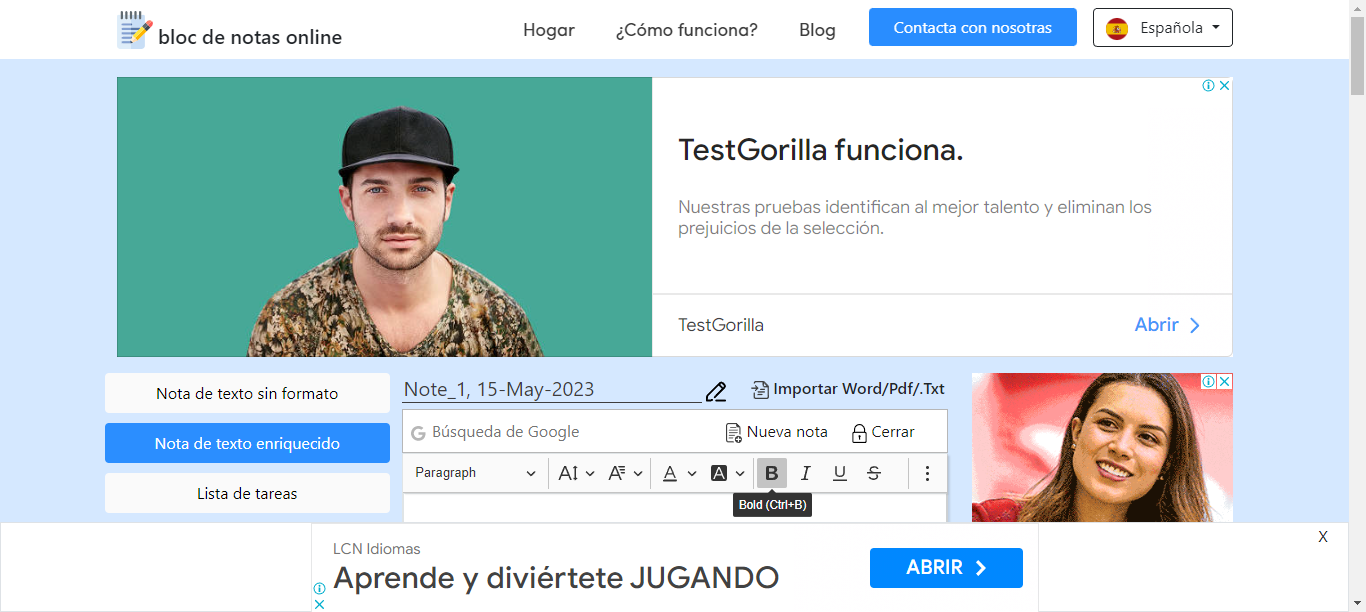 bloc de notas online
Hogar
¿Cómo funciona?
Blog
Contacta con nosotras
Española
TestGorilla funciona.
Nuestras pruebas identifican al mejor talento y eliminan los
prejuicios de la selección.
TestGorilla
Abrir
Nota de texto sin formato
Nota de texto enriquecido
Lista de tareas
Note_1, 15-May-2023
Importar Word/Pdf/.Txt
G Búsqueda de Google
Nueva nota
Cerrar
Paragraph
A A A A B I U S
Bold (Ctrl+B)
X
LCN Idiomas
Aprende y diviértete JUGANDO
ABRIR